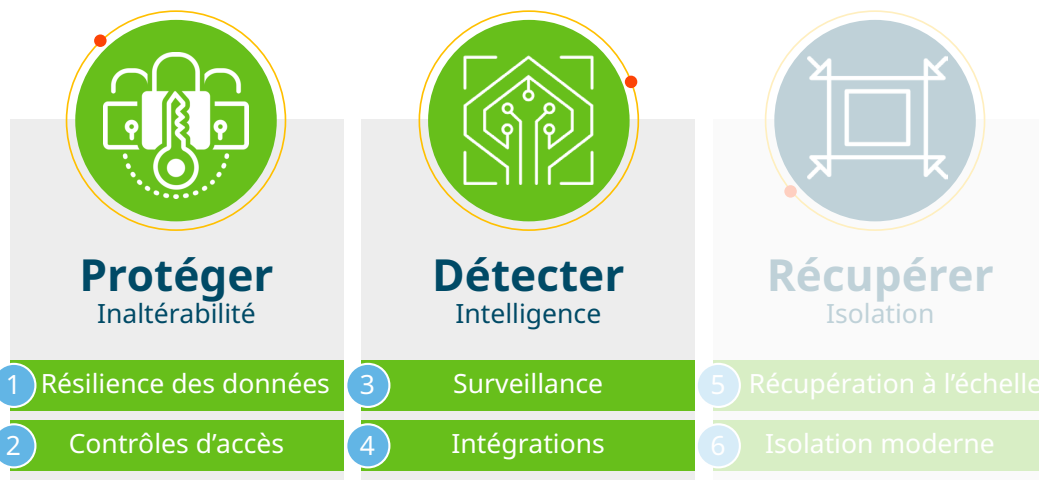 Protéger
Inaltérabilité
1 Résilience des données
2 Contrôles d’accès
Détecter
Intelligence
3 Surveillance
4 Intégrations
Récupérer
Isolation
5 Récupération à l’échelle
6 Isolation moderne